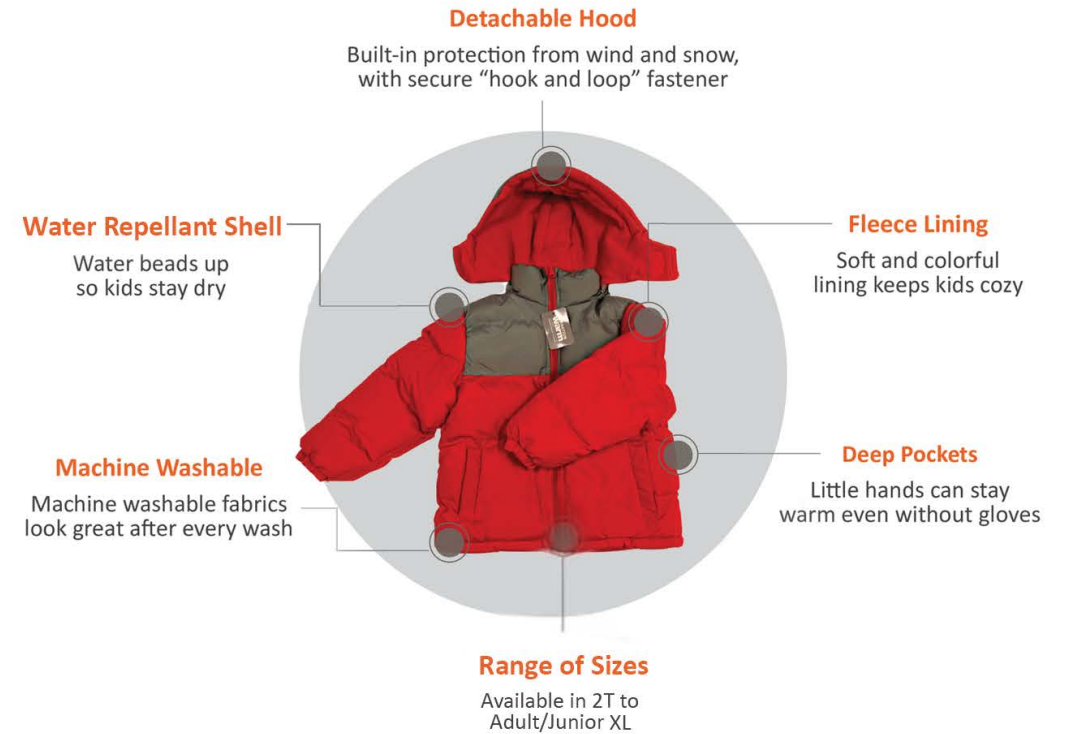 Detachable Hood
Built-in protection from wind and snow,
with secure “hook and loop” fastener
Water Repellant Shell
Water beads up
so kids stay dry
Fleece Lining
Soft and colorful
lining keeps kids cozy
Machine Washable
Machine washable fabrics
look great after every wash
Deep Pockets
Little hands can stay
warm even without gloves
Range of Sizes
Available in 2T to
Adult/Junior XL